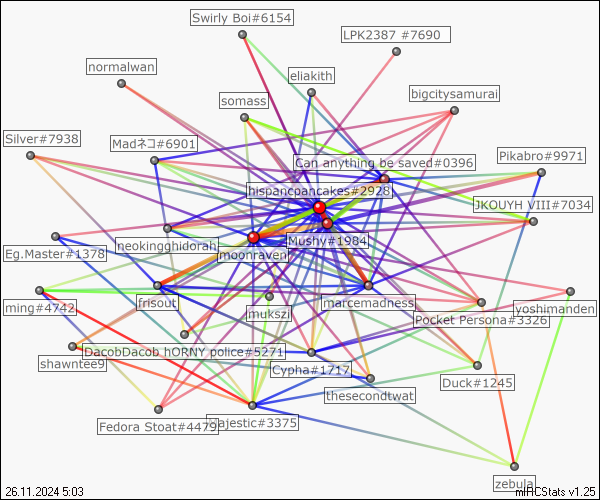 Swirly Boi#6154
LPK2387 #7690
normalwan
eliakith
bigcitysamurai
somass
Silver#7938
Madネコ#6901
Can anything be saved#0396
Pikabro#9971
hispancpancakes#2928
JKOUYH VIII#7034
neokingghidorah
Mushy#1984
Eg.Master#1378
moonraven
ming#4742
frisout
mukszi
marcemadness
yoshimanden
Pocket Persona#3326
shawntee9
DacobDacob hORNY police#5271
Cypha#1717
Duck#1245
thesecondtwat
Fedora Stoat#4479
ajestic#3375
zebula
26.11.2024 5:03
mIRCStats v1.25